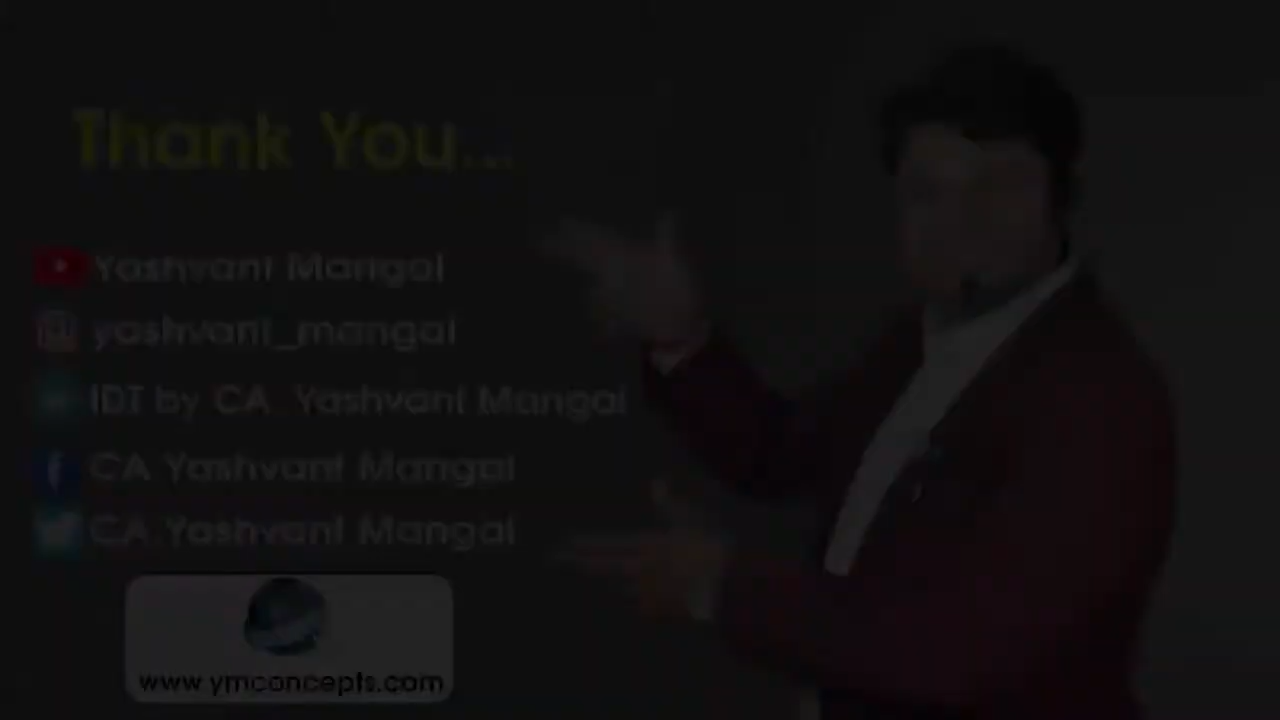 Thank You...
Yashvant Mangal
yashvant_mangal
IDT by CA. Yashvant Mangal
CA Yashvant Mangal
CA Yashvant Mangal
www.ymconcepts.com